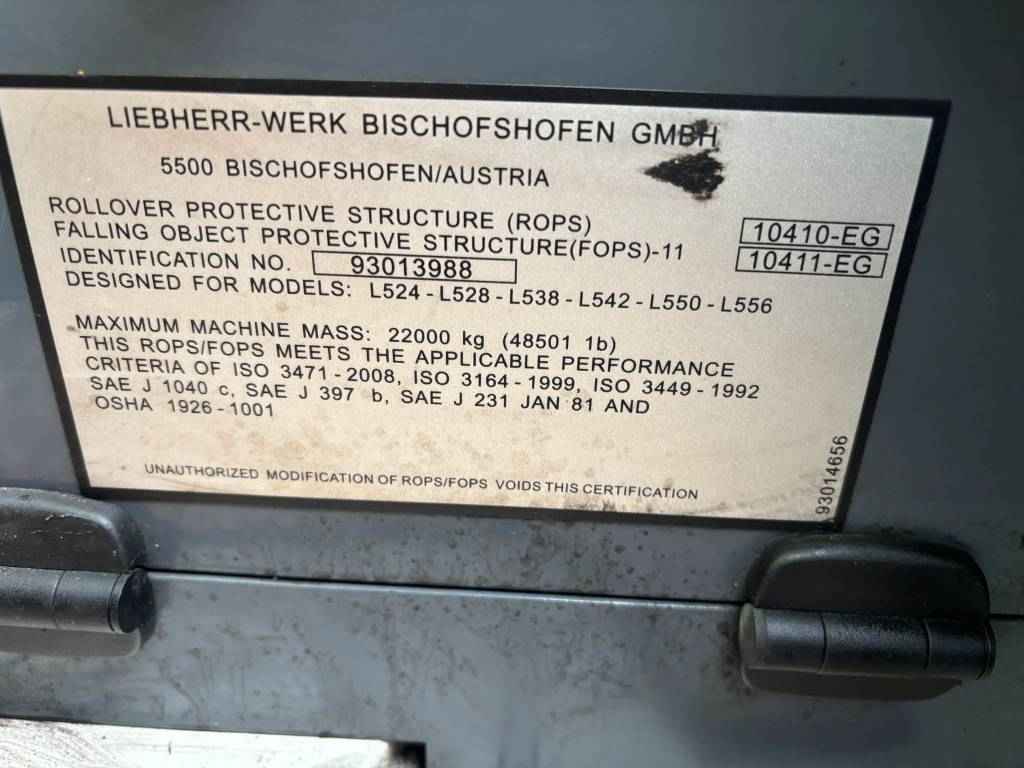 LIEBHERR-WERK BISCHOFSHOFEN GMBH
5500 BISCHOFSHOFEN/AUSTRIA
ROLLOVER PROTECTIVE STRUCTURE (ROPS) 10410-EG
FALLING OBJECT PROTECTIVE STRUCTURE(FOPS)-11 10411-EG
IDENTIFICATION NO. 93013988
DESIGNED FOR MODELS: L524 - L528 - L538 - L542 - L550 - L556
MAXIMUM MACHINE MASS: 22000 kg (48501 1b)
THIS ROPS/FOPS MEETS THE APPLICABLE PERFORMANCE
CRITERIA OF ISO 3471 - 2008, ISO 3164 - 1999, ISO 3449 - 1992
SAE J 1040 c, SAE J 397 b, SAE J 231 JAN 81 AND
OSHA 1926 - 1001
UNAUTHORIZED MODIFICATION OF ROPS/FOPS VOIDS THIS CERTIFICATION
93014656